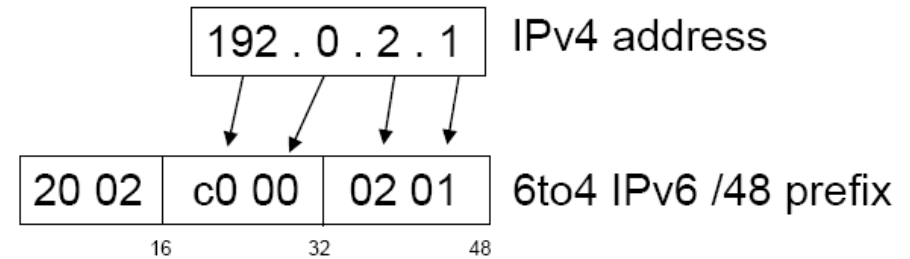 192 . 0 . 2 . 1 IPv4 address
20 02 c0 00 02 01 6to4 IPv6 /48 prefix
16 32 48